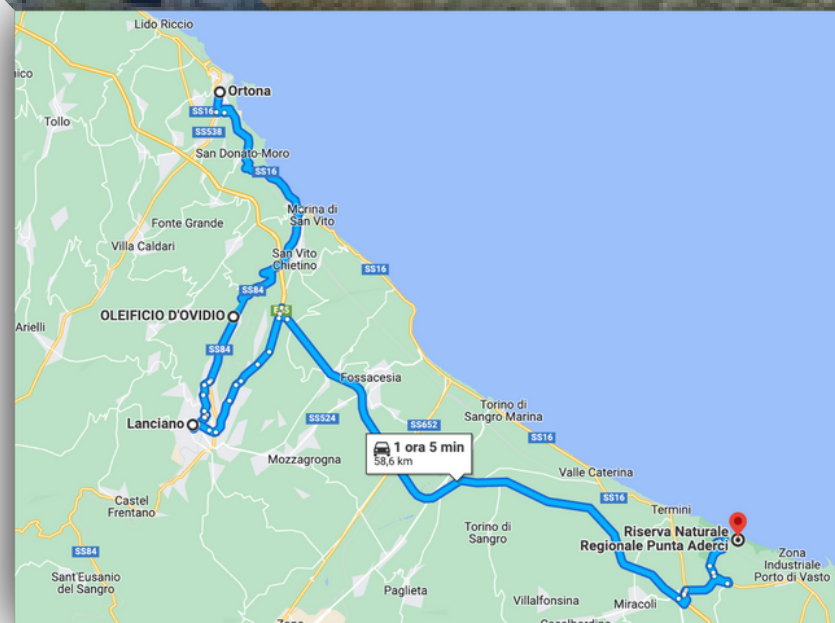 Lido Riccio
nico
Ortona
SS16
Tollo
SS538
San Donato-Moro
SS16
Marina di
San Vito
Fonte Grande
Villa Caldari
San Vito
Chietino
SS16
SS84
OLEIFICIO D'OVIDIO
Arielli
SS84
Fossacesia
Torino di
Sangro Marina
SS524
SS652
Lanciano
SS16
1 ora 5 min
58,6 km
Mozzagrogna
Valle Caterina
SS16
Castel
Frentano
Termini
Torino di
Sangro
Riserva Naturale
Regionale Punta Aderci
SS84
Zona
Industriale
Porto di Vasto
Sant'Eusanio
del Sangro
Paglieta
Villalfonsina
Miracoli